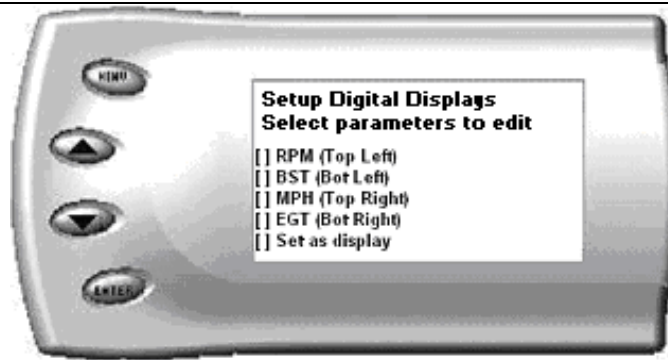 MENU
Setup Digital Displays
Select parameters to edit
[ ] RPM (Top Left)
[ ] BST (Bot Left)
[ ] MPH (Top Right)
[ ] EGT (Bot Right)
[ ] Set as display
ENTER